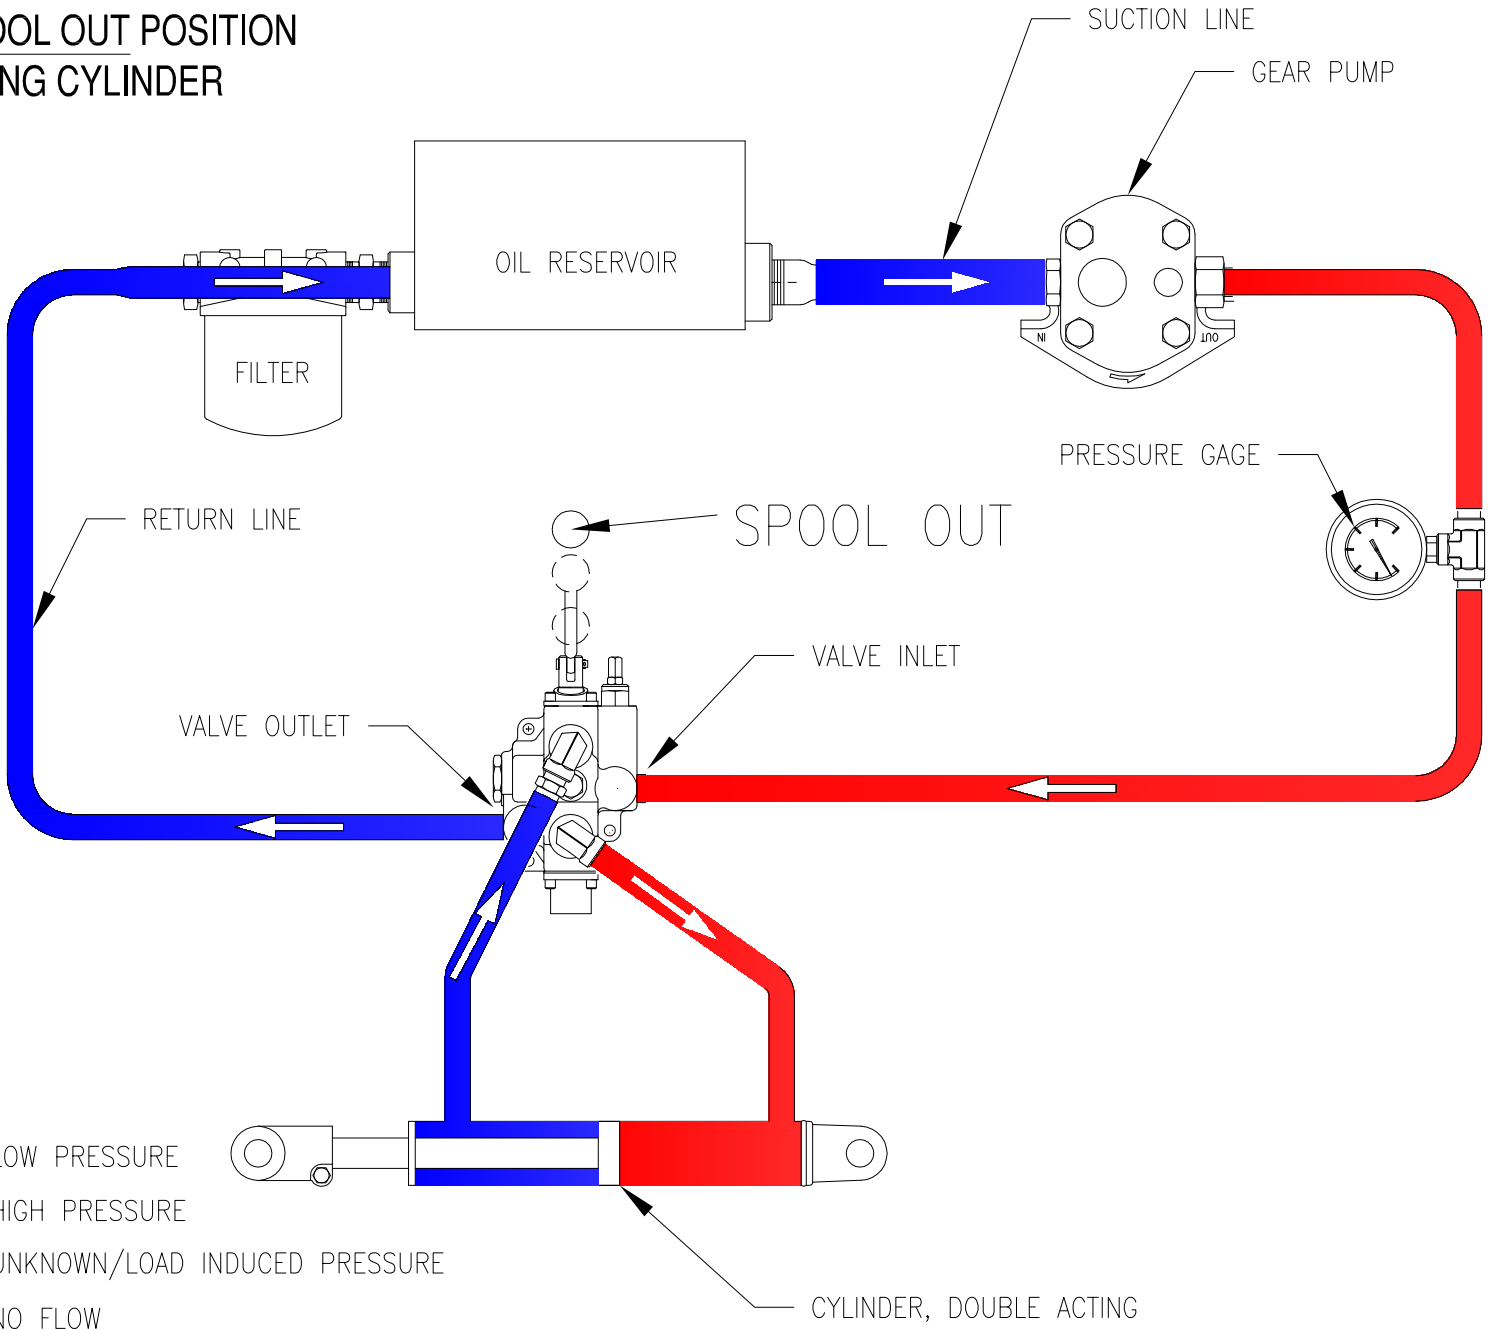 OOL OUT POSITION
NG CYLINDER
SUCTION LINE
GEAR PUMP
OIL RESERVOIR
FILTER
IN
OUT
PRESSURE GAGE
RETURN LINE
SPOOL OUT
VALVE INLET
VALVE OUTLET
LOW PRESSURE
HIGH PRESSURE
UNKNOWN/LOAD INDUCED PRESSURE
NO FLOW
CYLINDER, DOUBLE ACTING